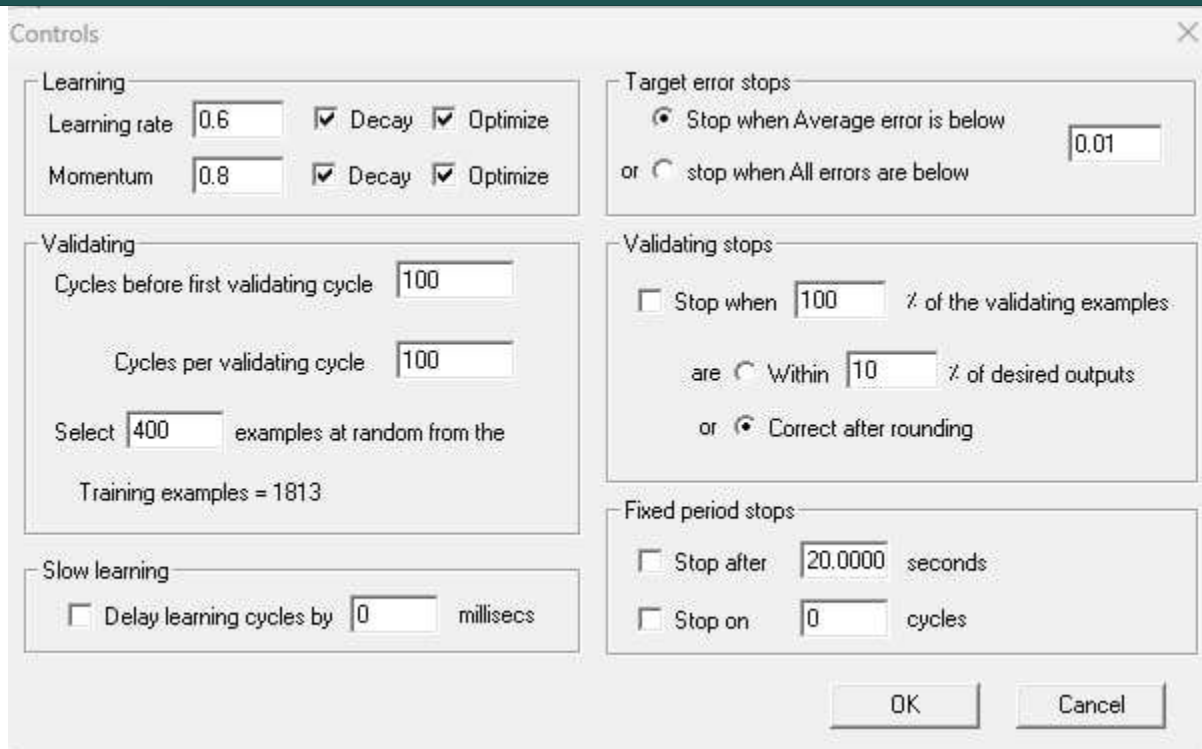 Controls
Learning
Learning rate 0.6 Decay Optimize
Momentum 0.8 Decay Optimize
Validating
Cycles before first validating cycle 100
Cycles per validating cycle 100
Select 400 examples at random from the
Training examples = 1813
Slow learning
Delay learning cycles by 0 millisecs
Target error stops
Stop when Average error is below
0.01
or stop when All errors are below
Validating stops
Stop when 100 % of the validating examples
are Within 10 % of desired outputs
or Correct after rounding
Fixed period stops
Stop after 20.0000 seconds
Stop on 0 cycles
OK Cancel